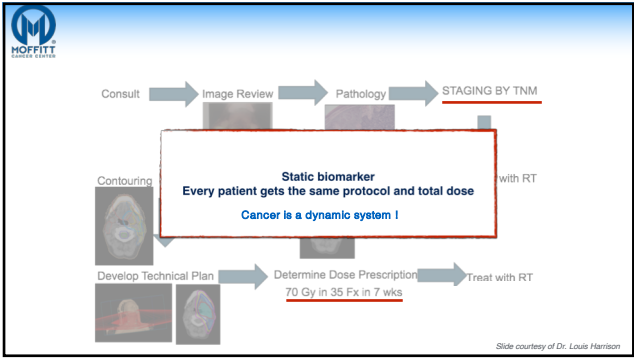 MOFFITT
CANCER CENTER
Consult
Image Review
Pathology
STAGING BY TNM
Static biomarker
Every patient gets the same protocol and total dose
Cancer is a dynamic system !
Contouring
with RT
Develop Technical Plan
Determine Dose Prescription
70 Gy in 35 Fx in 7 wks
Treat with RT
Slide courtesy of Dr. Louis Harrison